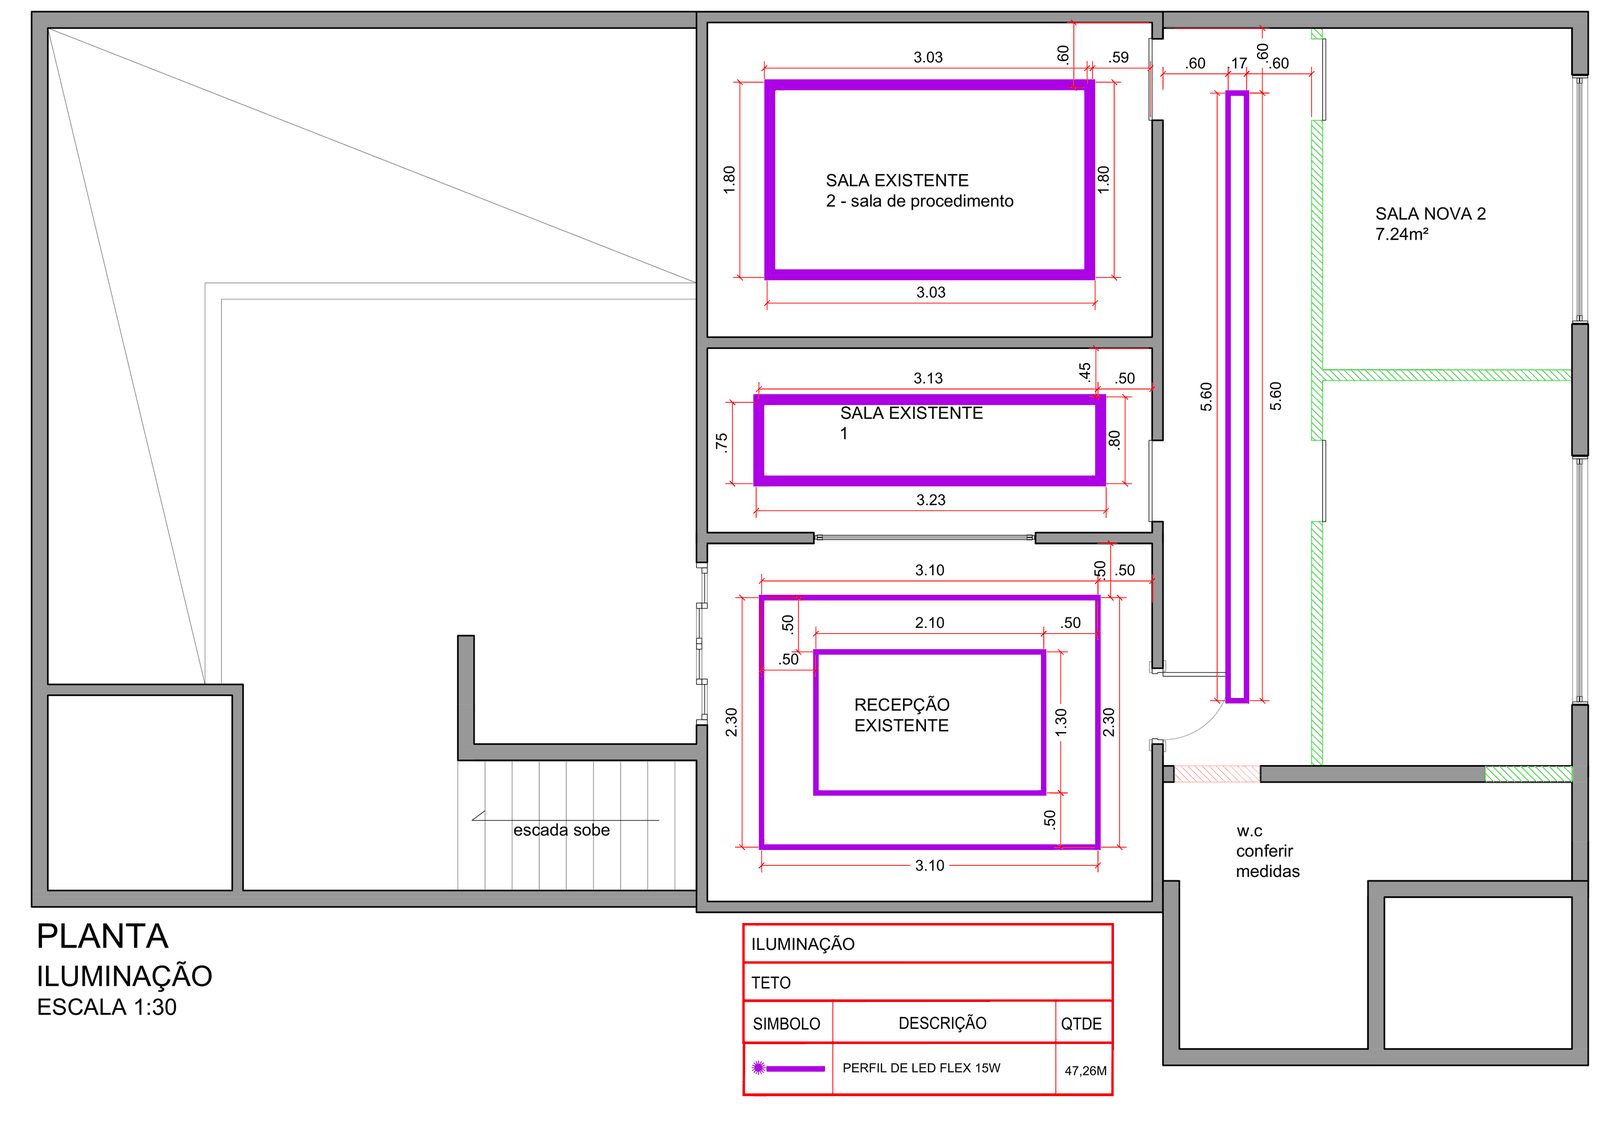 3.03
.60
.59
.60
.17
.60
.60
1.80
1.80
SALA EXISTENTE
2 - sala de procedimento
SALA NOVA 2
7.24m²
3.03
3.13
.45
.50
5.60
5.60
SALA EXISTENTE
1
.75
.80
3.23
3.10
.50
.50
.50
2.10
.50
.50
RECEPÇÃO
EXISTENTE
2.30
1.30
2.30
.50
3.10
escada sobe
w.c
conferir
medidas
PLANTA
ILUMINAÇÃO
ESCALA 1:30
ILUMINAÇÃO
TETO
SIMBOLO DESCRIÇÃO QTDE
PERFIL DE LED FLEX 15W 47,26M